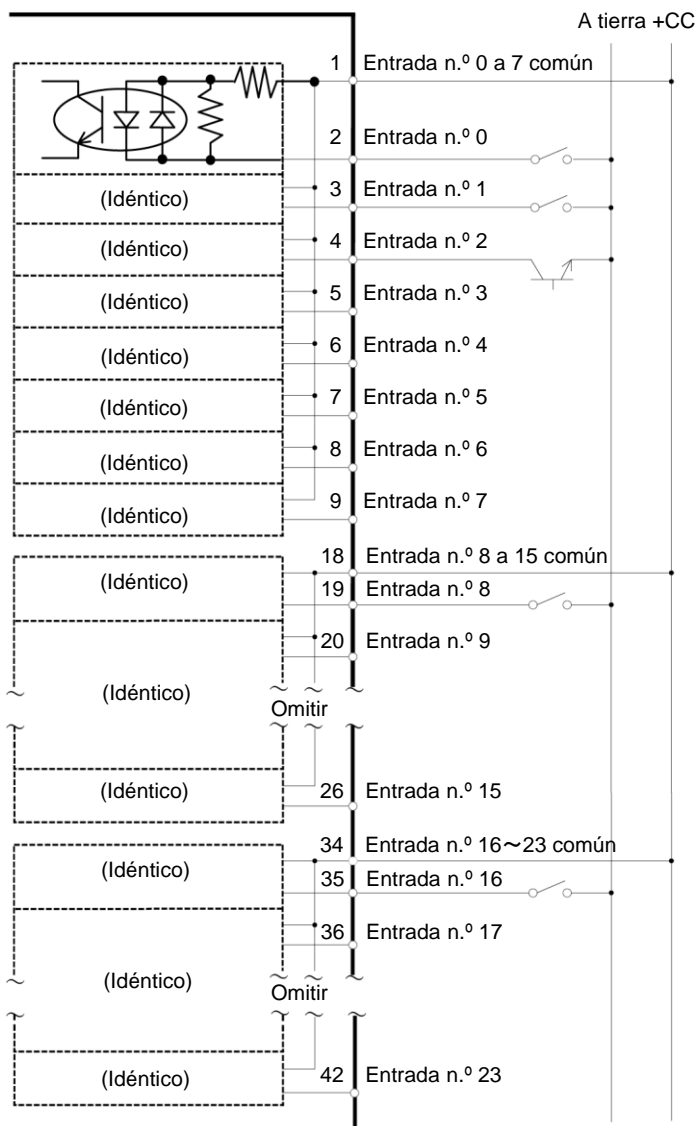 A tierra +CC
1 Entrada n.º 0 a 7 común
2 Entrada n.º 0
(Idéntico) 3 Entrada n.º 1
(Idéntico) 4 Entrada n.º 2
(Idéntico) 5 Entrada n.º 3
(Idéntico) 6 Entrada n.º 4
(Idéntico) 7 Entrada n.º 5
(Idéntico) 8 Entrada n.º 6
(Idéntico) 9 Entrada n.º 7
18 Entrada n.º 8 a 15 común
(Idéntico) 19 Entrada n.º 8
20 Entrada n.º 9
(Idéntico)
Omitir
(Idéntico) 26 Entrada n.º 15
34 Entrada n.º 16～23 común
(Idéntico) 35 Entrada n.º 16
36 Entrada n.º 17
(Idéntico)
Omitir
(Idéntico) 42 Entrada n.º 23